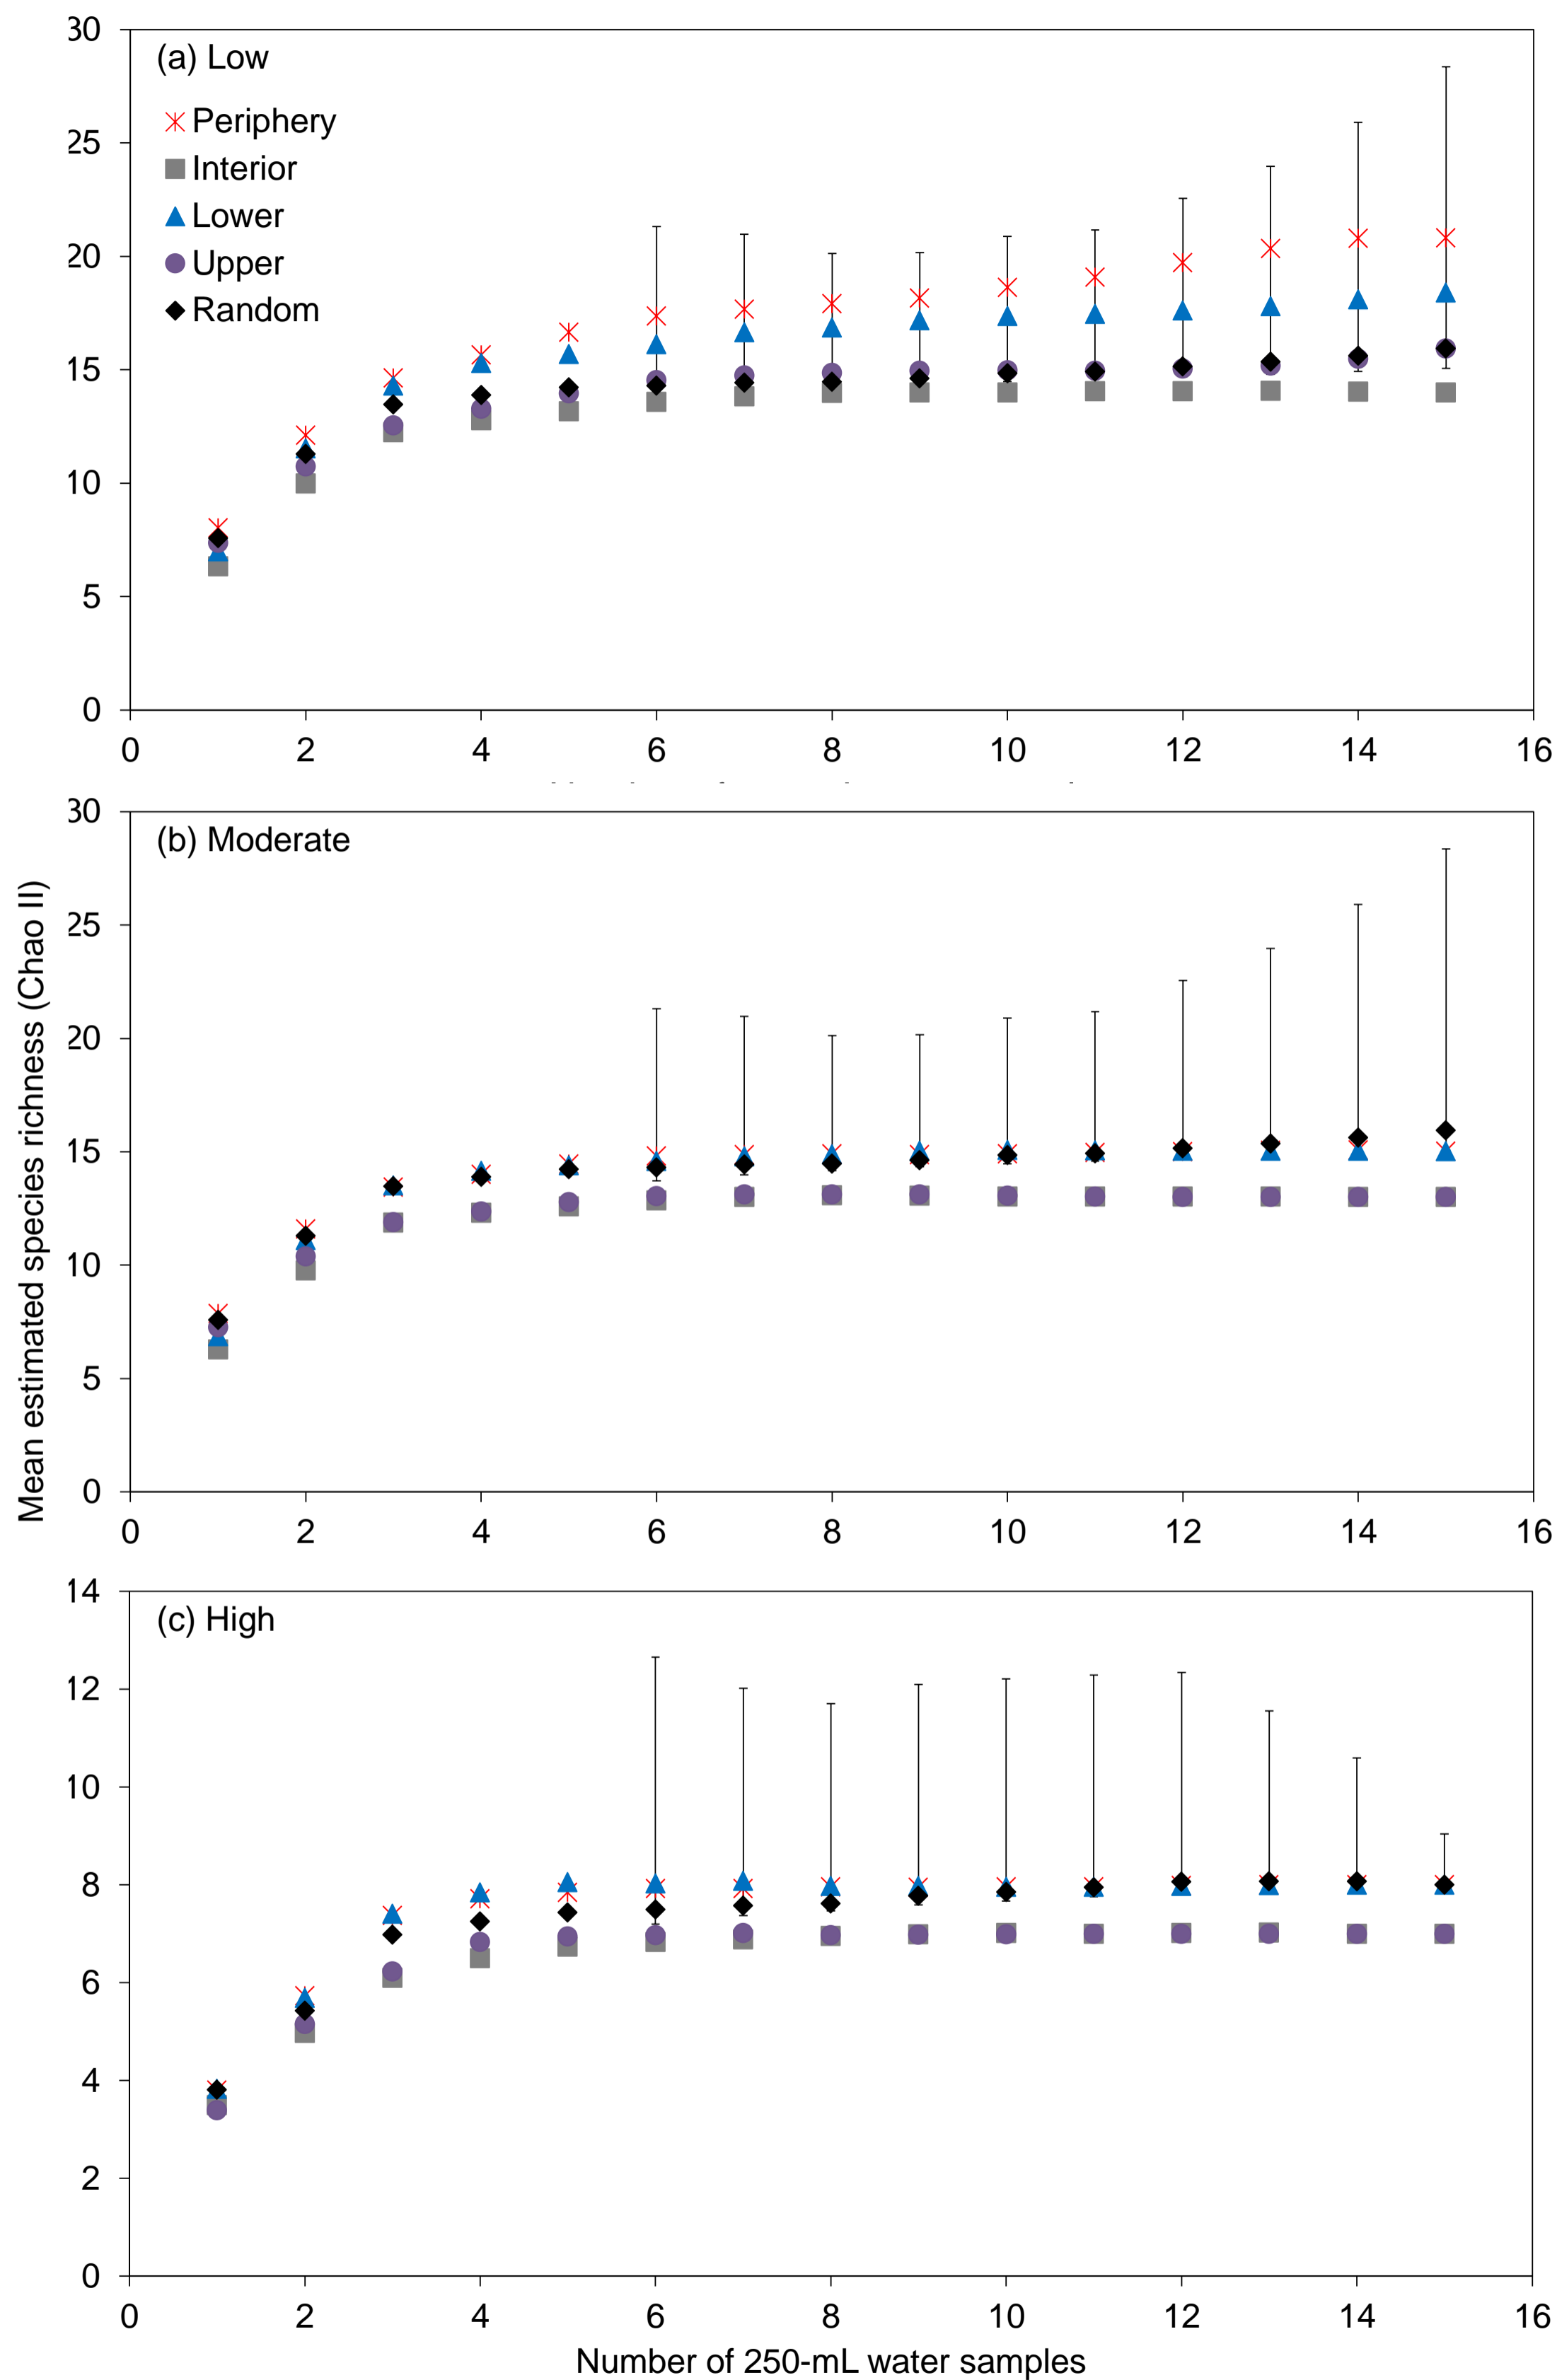 30
(a) Low
Periphery
25
Interior
Lower
20
Upper
Random
15
10
5
0
0 2 4 6 8 10 12 14 16
30
(b) Moderate
25
20
15
10
5
0
0 2 4 6 8 10 12 14 16
Mean estimated species richness (Chao II)
14
(c) High
12
10
8
6
4
2
0
0 2 4 6 8 10 12 14 16
Number of 250-mL water samples